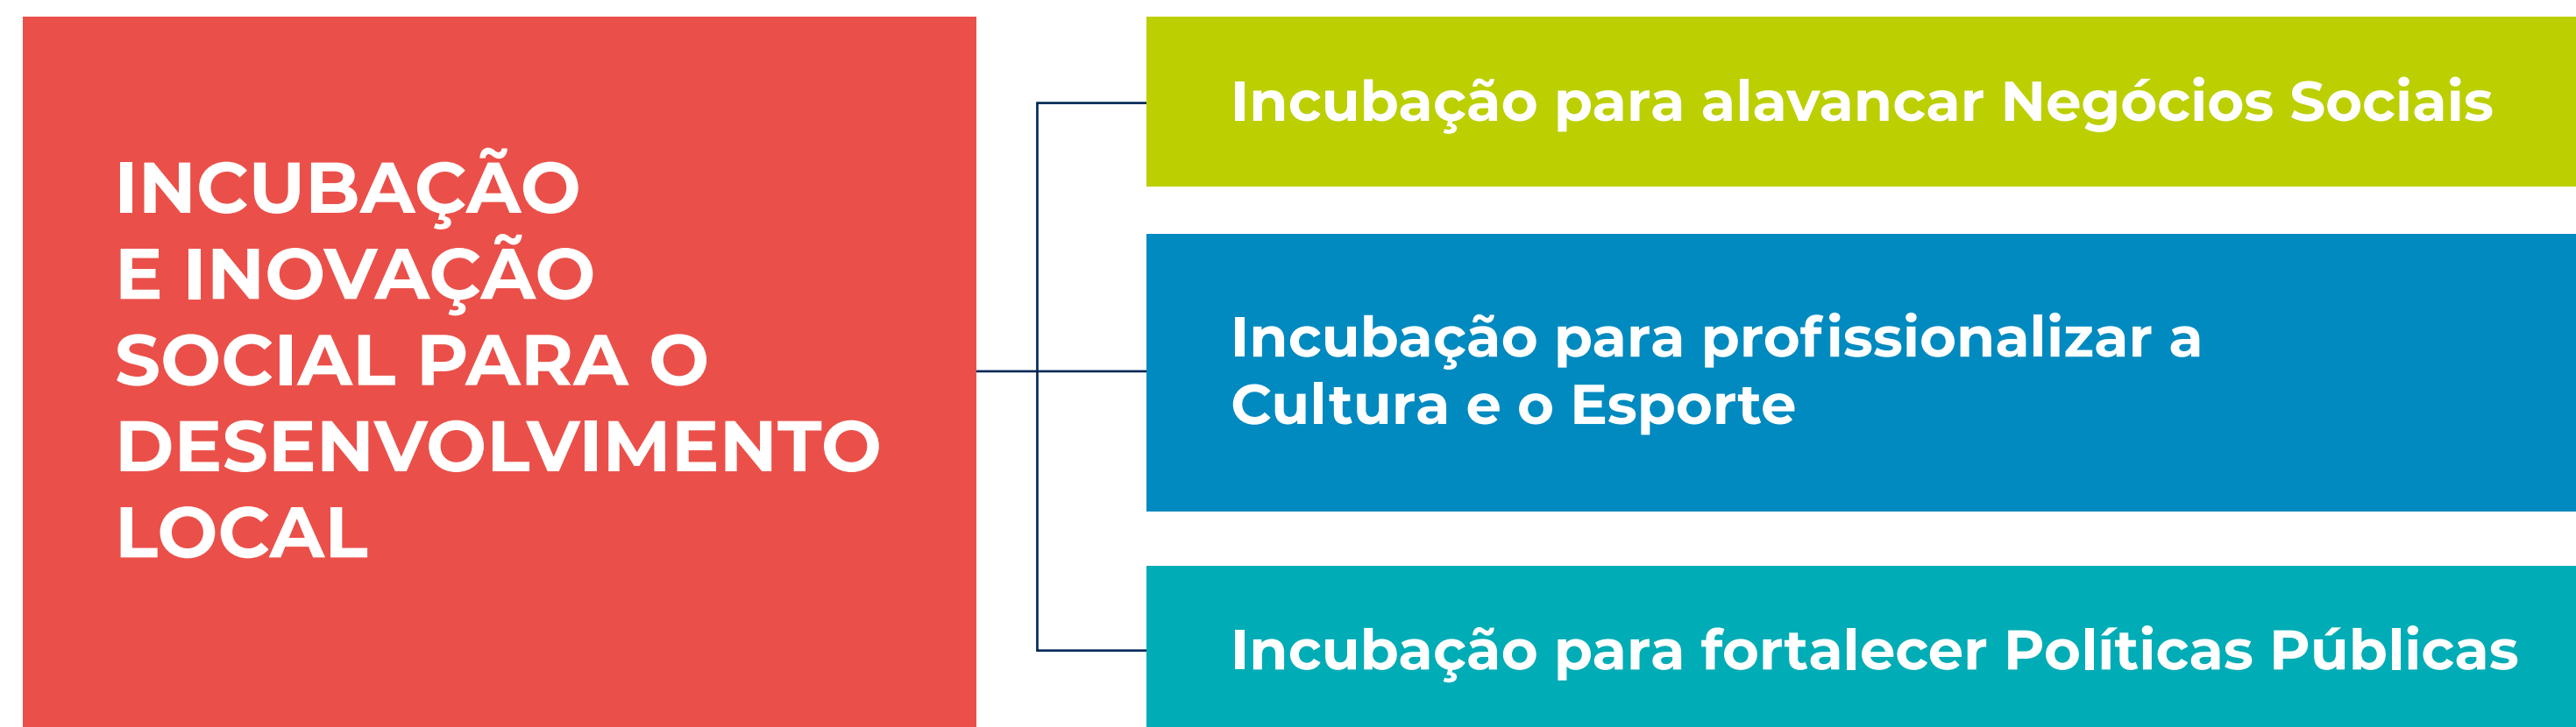 INCUBAÇÃO
E INOVAÇÃO
SOCIAL PARA O
DESENVOLVIMENTO
LOCAL
Incubação para alavancar Negócios Sociais
Incubação para profissionalizar a
Cultura e o Esporte
Incubação para fortalecer Políticas Públicas